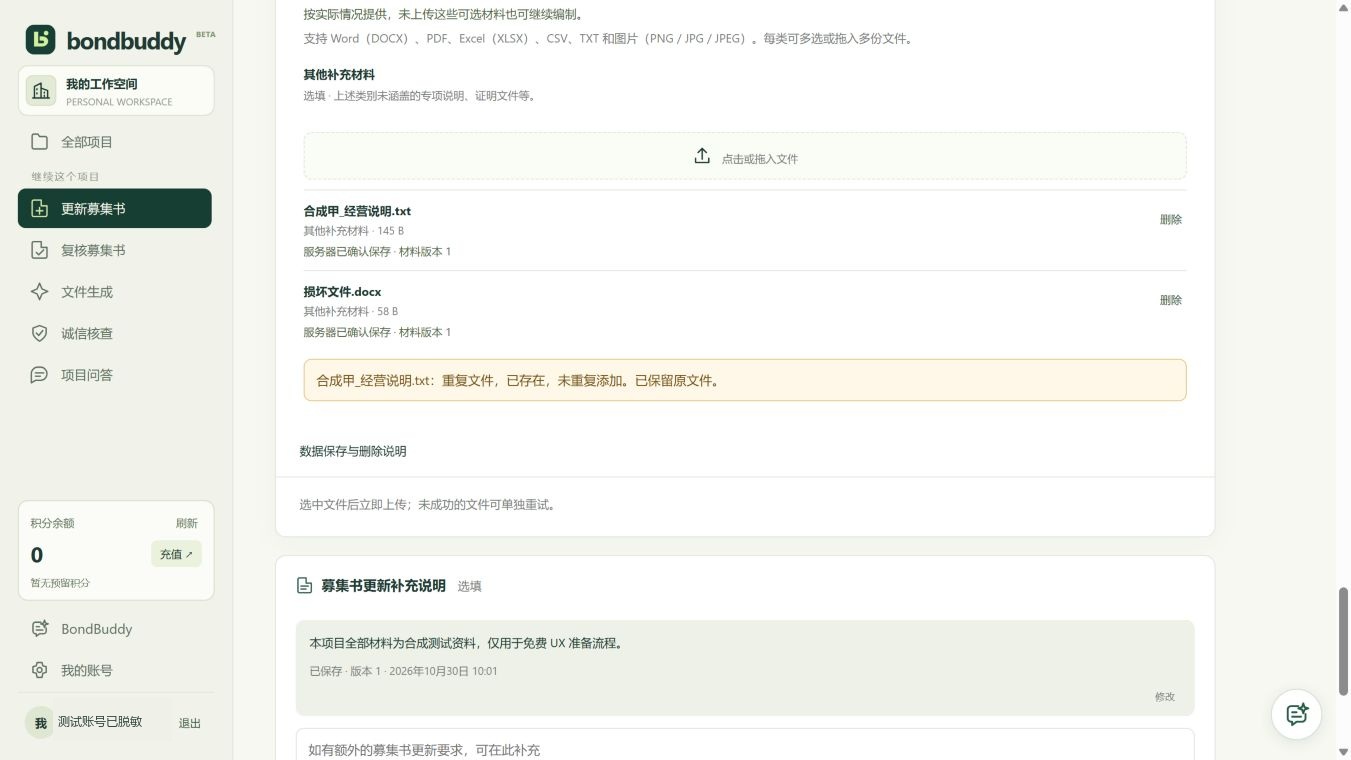 bondbuddy BETA
我的工作空间
PERSONAL WORKSPACE
全部项目
继续这个项目
更新募集书
复核募集书
文件生成
诚信核查
项目问答
积分余额 刷新
0 充值 ↗
暂无预留积分
BondBuddy
我的账号
我 测试账号已脱敏 退出
按实际情况提供，未上传这些可选材料也可继续编制。
支持 Word（DOCX）、PDF、Excel（XLSX）、CSV、TXT 和图片（PNG / JPG / JPEG）。每类可多选或拖入多份文件。
其他补充材料
选填 · 上述类别未涵盖的专项说明、证明文件等。
点击或拖入文件
合成甲_经营说明.txt
其他补充材料 · 145 B
服务器已确认保存 · 材料版本 1
删除
损坏文件.docx
其他补充材料 · 58 B
服务器已确认保存 · 材料版本 1
删除
合成甲_经营说明.txt：重复文件，已存在，未重复添加。已保留原文件。
数据保存与删除说明
选中文件后立即上传；未成功的文件可单独重试。
募集书更新补充说明 选填
本项目全部材料为合成测试资料，仅用于免费 UX 准备流程。
已保存 · 版本 1 · 2026年10月30日 10:01
修改
如有额外的募集书更新要求，可在此补充